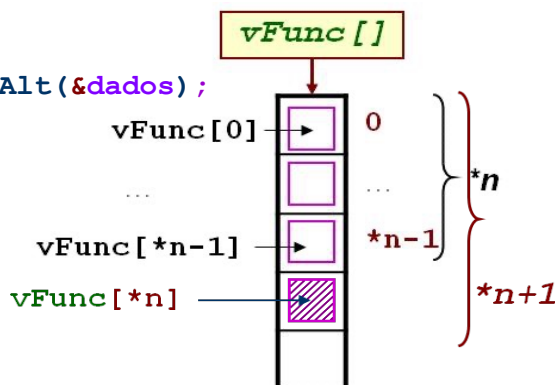 vFunc[]
Alt(&dados);
vFunc[0] 0
... ... *n
vFunc[*n-1] *n-1
vFunc[*n] *n+1